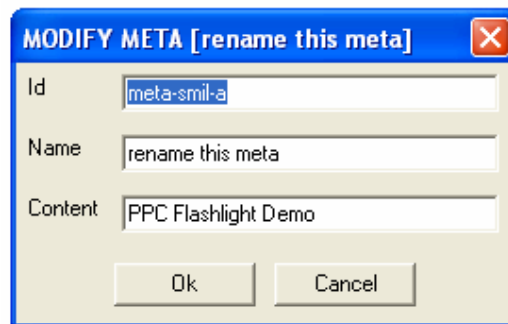 MODIFY META [rename this meta]
Id meta-smil-a
Name rename this meta
Content PPC Flashlight Demo
Ok Cancel